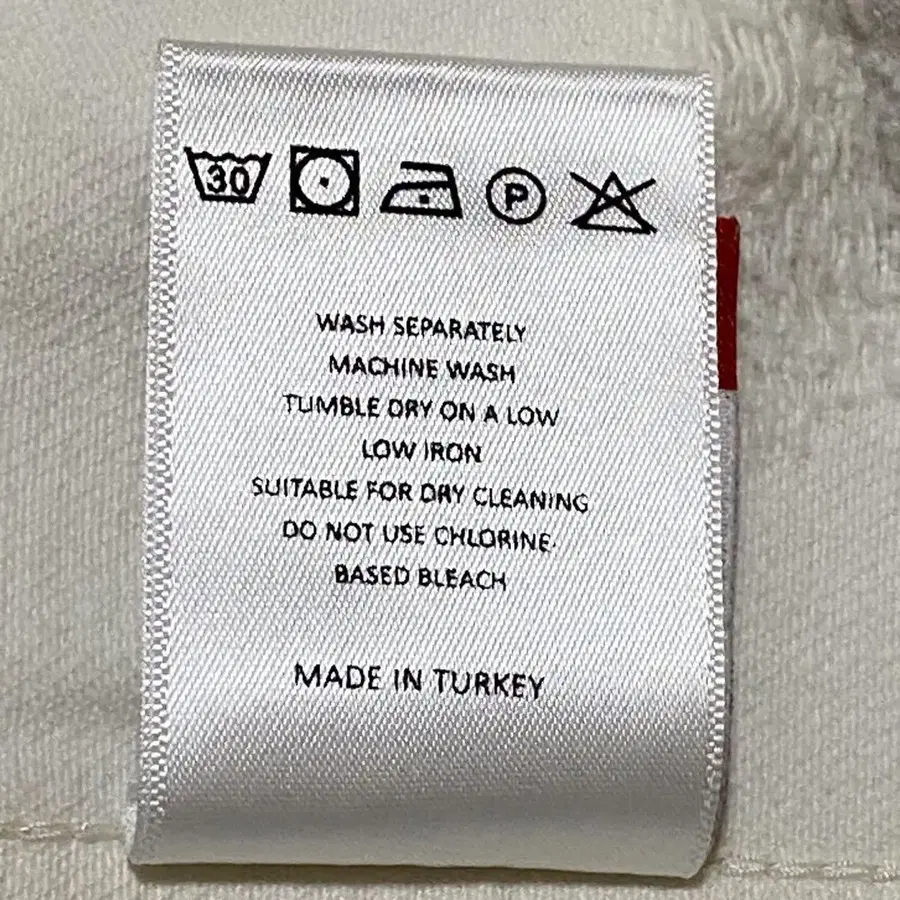 30 P
WASH SEPARATELY
MACHINE WASH
TUMBLE DRY ON A LOW
LOW IRON
SUITABLE FOR DRY CLEANING
DO NOT USE CHLORINE-
BASED BLEACH
MADE IN TURKEY